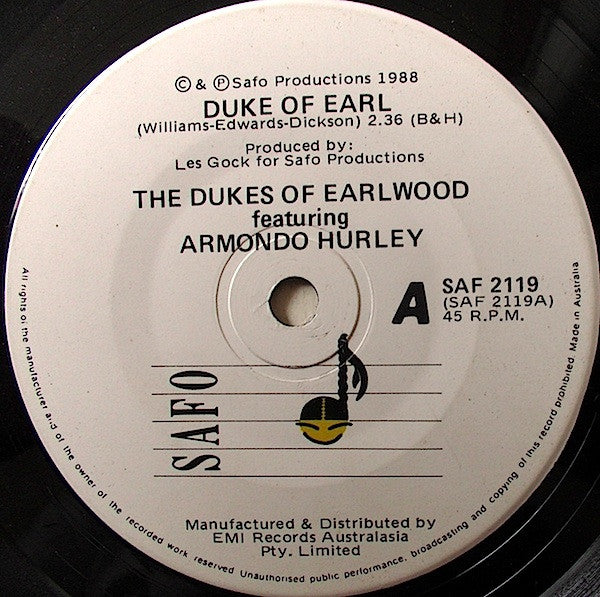 © & ℗ Safo Productions 1988
DUKE OF EARL
(Williams-Edwards-Dickson) 2.36 (B&H)
Produced by:
Les Gock for Safo Productions
THE DUKES OF EARLWOOD
featuring
ARMONDO HURLEY
A
SAF 2119
(SAF 2119A)
45 R.P.M.
SAFO
Manufactured & Distributed by
EMI Records Australasia
Pty. Limited
All rights of the manufacturer and of the owner of the recorded work reserved Unauthorised public performance, broadcasting and copying of this record prohibited. Made in Australia